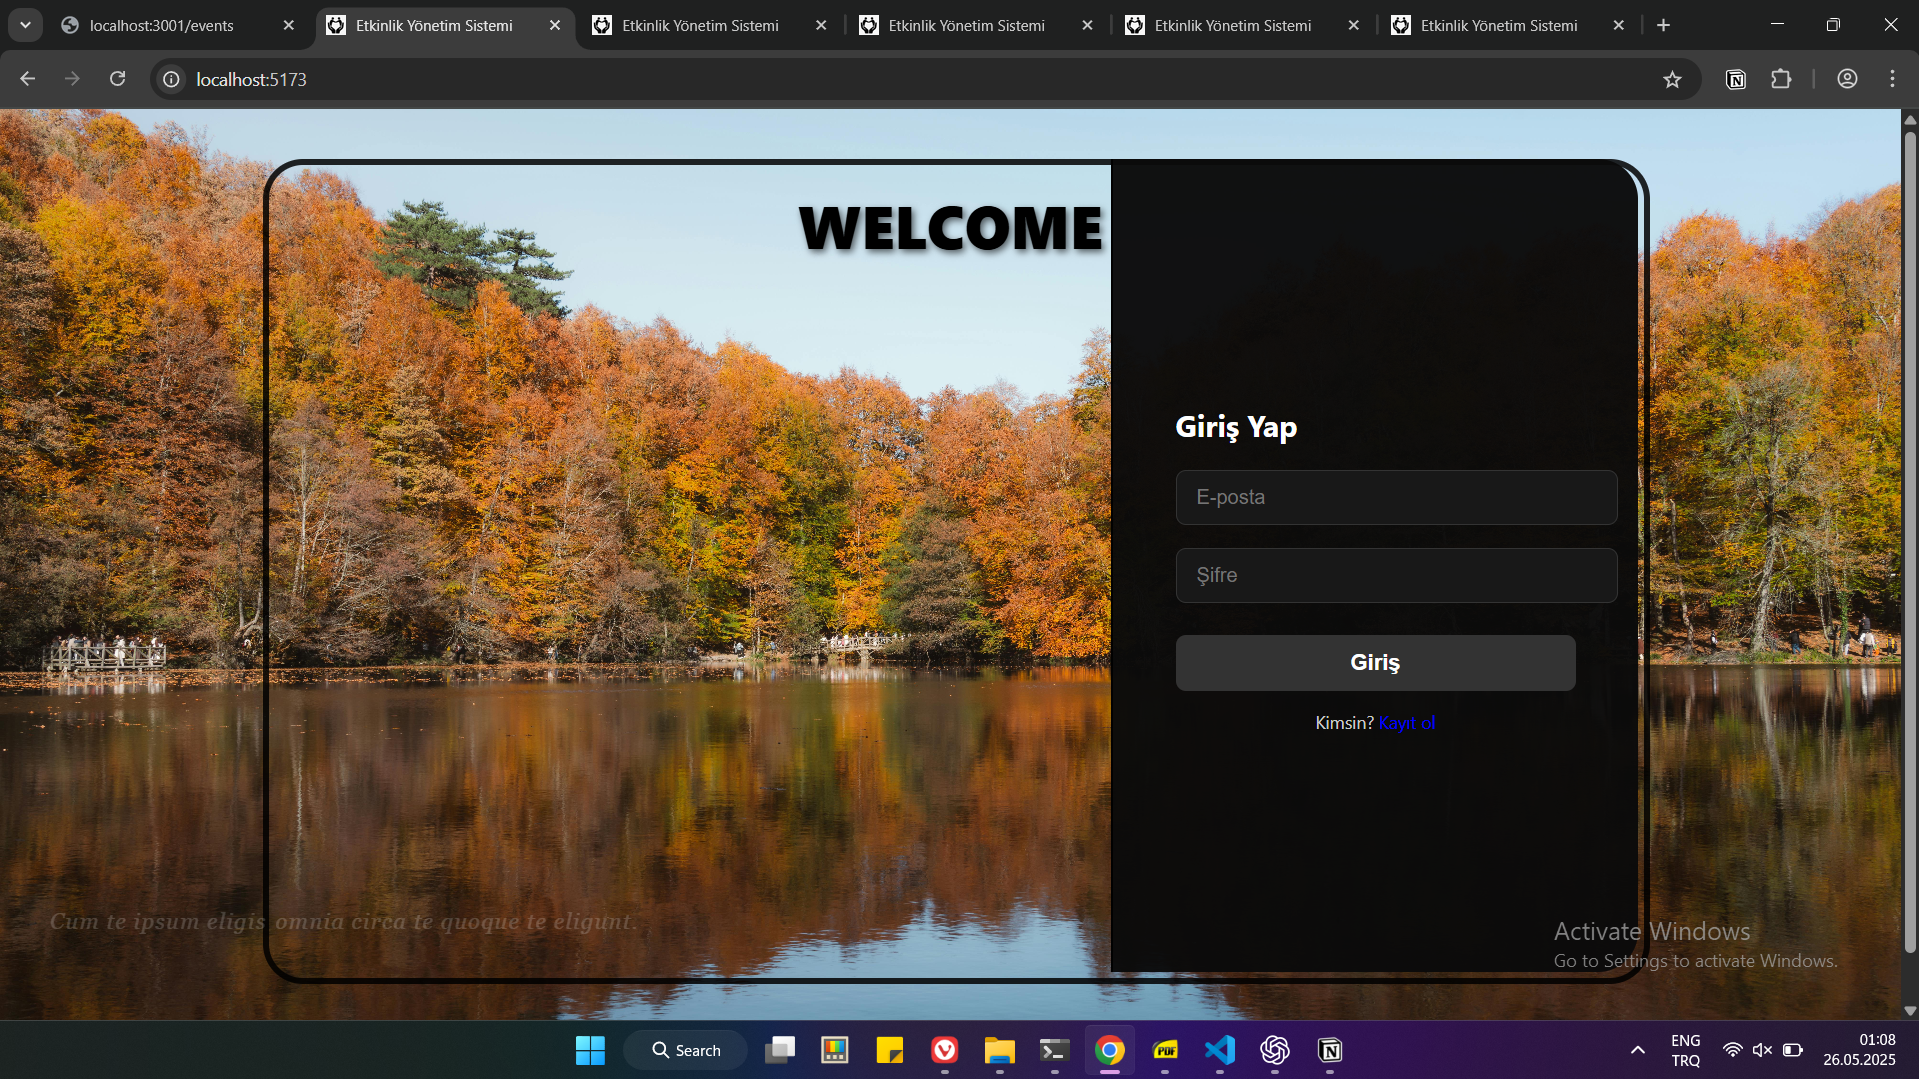 localhost:3001/events
Etkinlik Yönetim Sistemi
Etkinlik Yönetim Sistemi
Etkinlik Yönetim Sistemi
Etkinlik Yönetim Sistemi
Etkinlik Yönetim Sistemi
localhost:5173
WELCOME
Giriş Yap
E-posta
Şifre
Giriş
Kimsin? Kayıt ol
Cum te ipsum eligis omnia circa te quoque te eligunt.
Activate Windows
Go to Settings to activate Windows.
Search
PDF
ENG
TRQ
01:08
26.05.2025